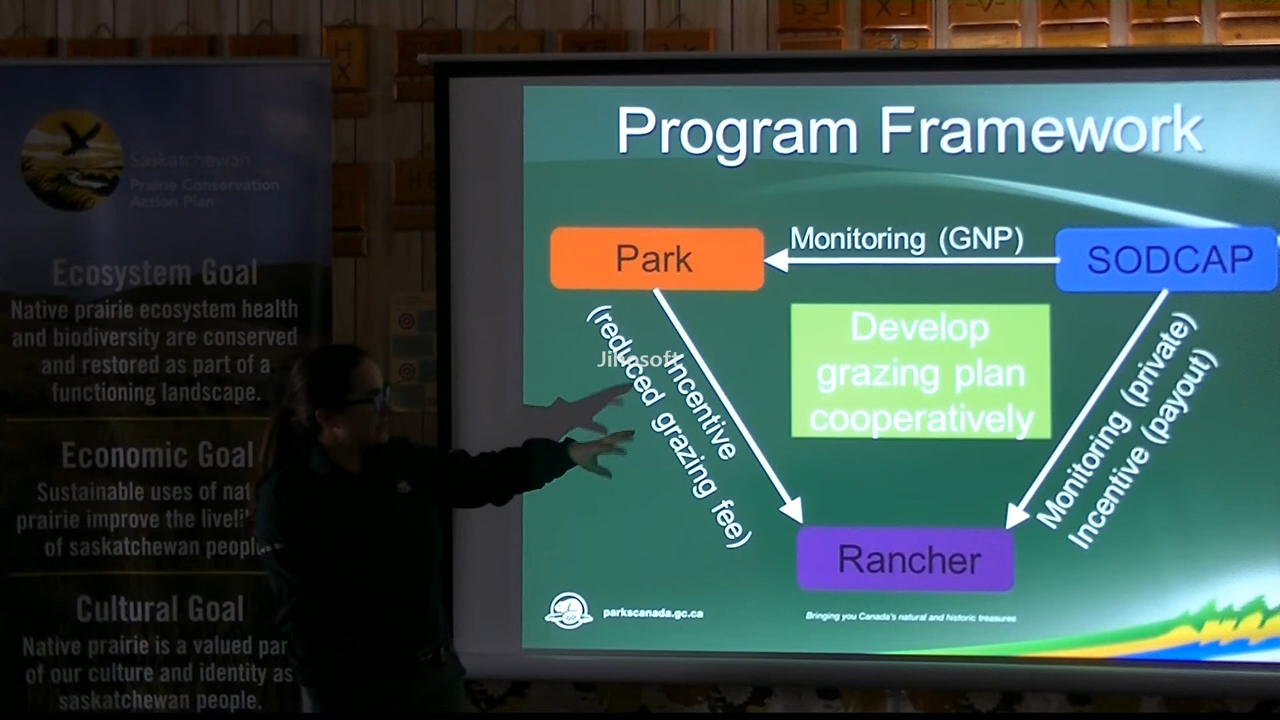 Saskatchewan
Prairie Conservation
Action Plan
Ecosystem Goal
Native prairie ecosystem health
and biodiversity are conserved
and restored as part of a
functioning landscape.
Economic Goal
Sustainable uses of nat
prairie improve the liveli
of saskatchewan people
Cultural Goal
Native prairie is a valued part
of our culture and identity as
saskatchewan people.
Program Framework
Park
Monitoring (GNP)
SODCAP
Develop
grazing plan
cooperatively
Incentive
(reduced grazing fee)
Monitoring (private)
Incentive (payout)
Rancher
parkscanada.gc.ca
Bringing you Canada's natural and historic treasures
Jihosoft